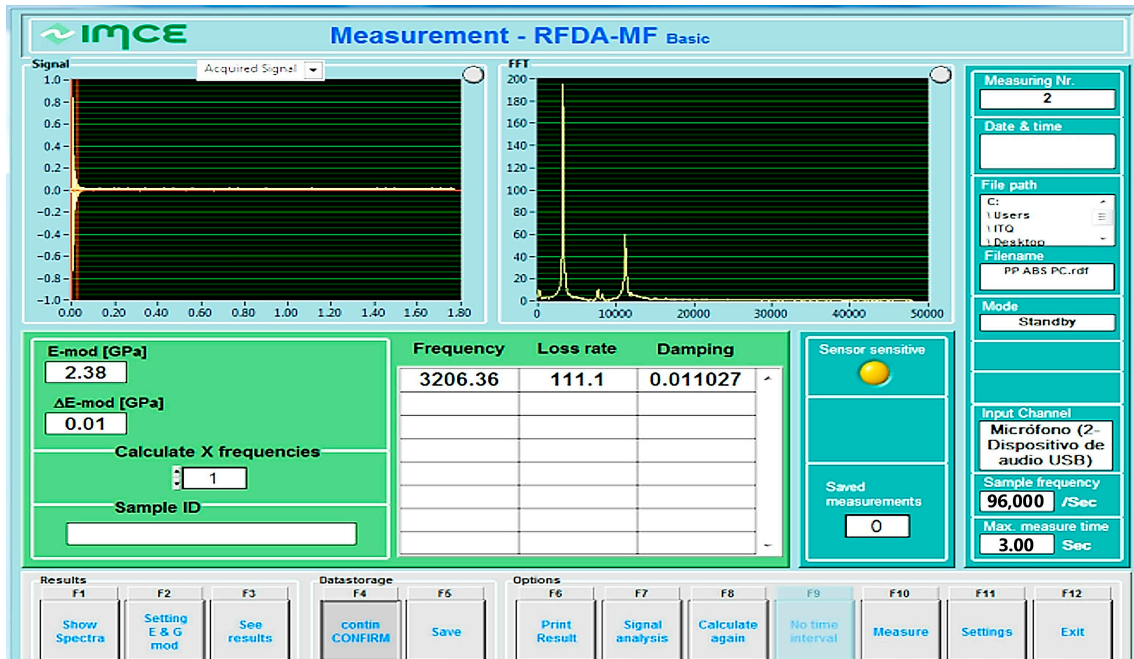 IMCE
Measurement - RFDA-MF Basic
Signal
Acquired Signal
1.0
0.8
0.6
0.4
0.2
0.0
-0.2
-0.4
-0.6
-0.8
-1.0
0.00 0.20 0.40 0.60 0.80 1.00 1.20 1.40 1.60 1.80
FFT
200
180
160
140
120
100
80
60
40
20
0
0 10000 20000 30000 40000 50000
Measuring Nr.
2
Date & time
File path
C:
\Users
\ITQ
\Desktop
Filename
PP ABS PC.rdf
Mode
Standby
Input Channel
Micrófono (2-
Dispositivo de
audio USB)
Sample frequency
96,000 /Sec
Max. measure time
3.00 Sec
E-mod [GPa]
2.38
ΔE-mod [GPa]
0.01
Calculate X frequencies
1
Sample ID
Frequency Loss rate Damping
3206.36 111.1 0.011027
Sensor sensitive
Saved
measurements
0
Results
F1 F2 F3
Show
Spectra
Setting
E & G
mod
See
results
Datastorage
F4 F5
contin
CONFIRM
Save
Options
F6 F7 F8 F9 F10 F11 F12
Print
Result
Signal
analysis
Calculate
again
No time
interval
Measure
Settings
Exit